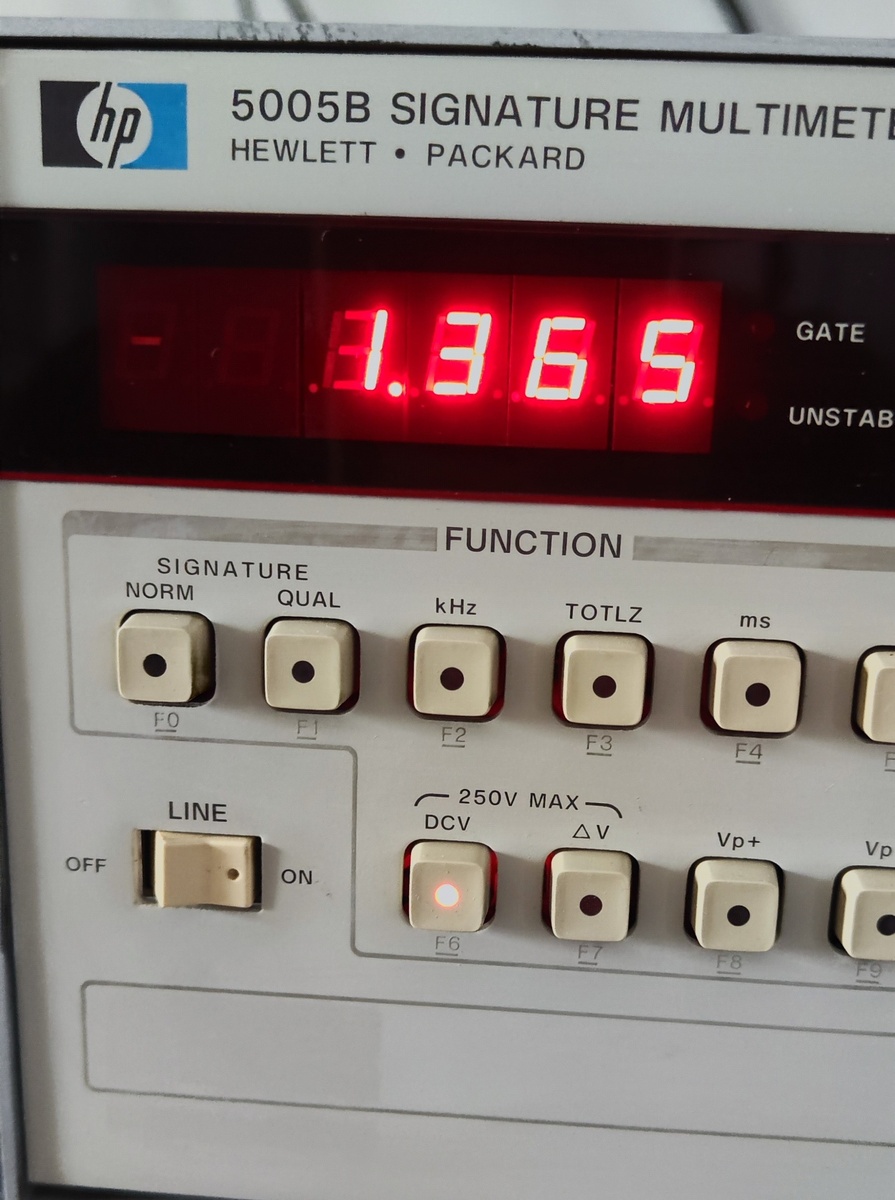 hp
5005B SIGNATURE MULTIMETE
HEWLETT • PACKARD
- 1.365
GATE
UNSTAB
FUNCTION
SIGNATURE
NORM QUAL kHz TOTLZ ms
F0 F1 F2 F3 F4 F
250V MAX
LINE DCV △V Vp+ Vp
OFF ON
F6 F7 F8 F9